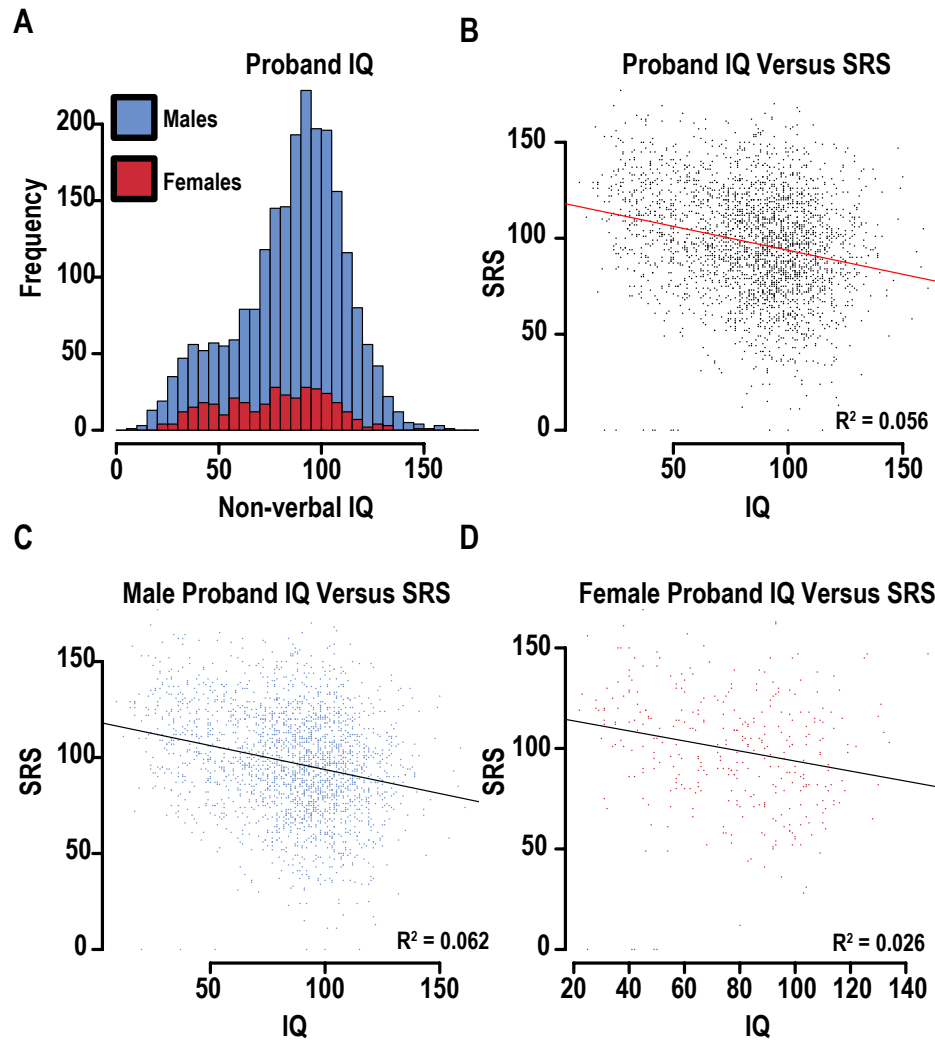 A
Proband IQ
Males
Females
Frequency
200
150
100
50
0
0 50 100 150
Non-verbal IQ
B
Proband IQ Versus SRS
SRS
150
100
50
0
R² = 0.056
50 100 150
IQ
C
Male Proband IQ Versus SRS
SRS
150
100
50
0
R² = 0.062
50 100 150
IQ
D
Female Proband IQ Versus SRS
SRS
150
100
50
0
R² = 0.026
20 40 60 80 100 120 140
IQ